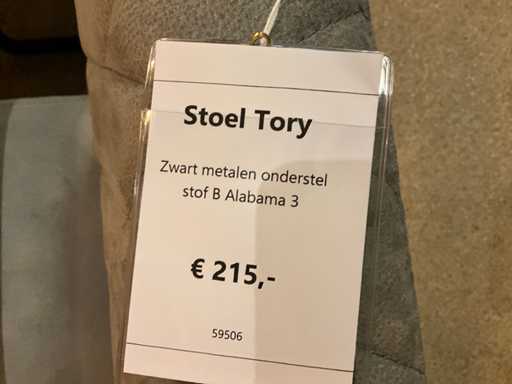 Stoel Tory
Zwart metalen onderstel
stof B Alabama 3
€ 215,-
59506